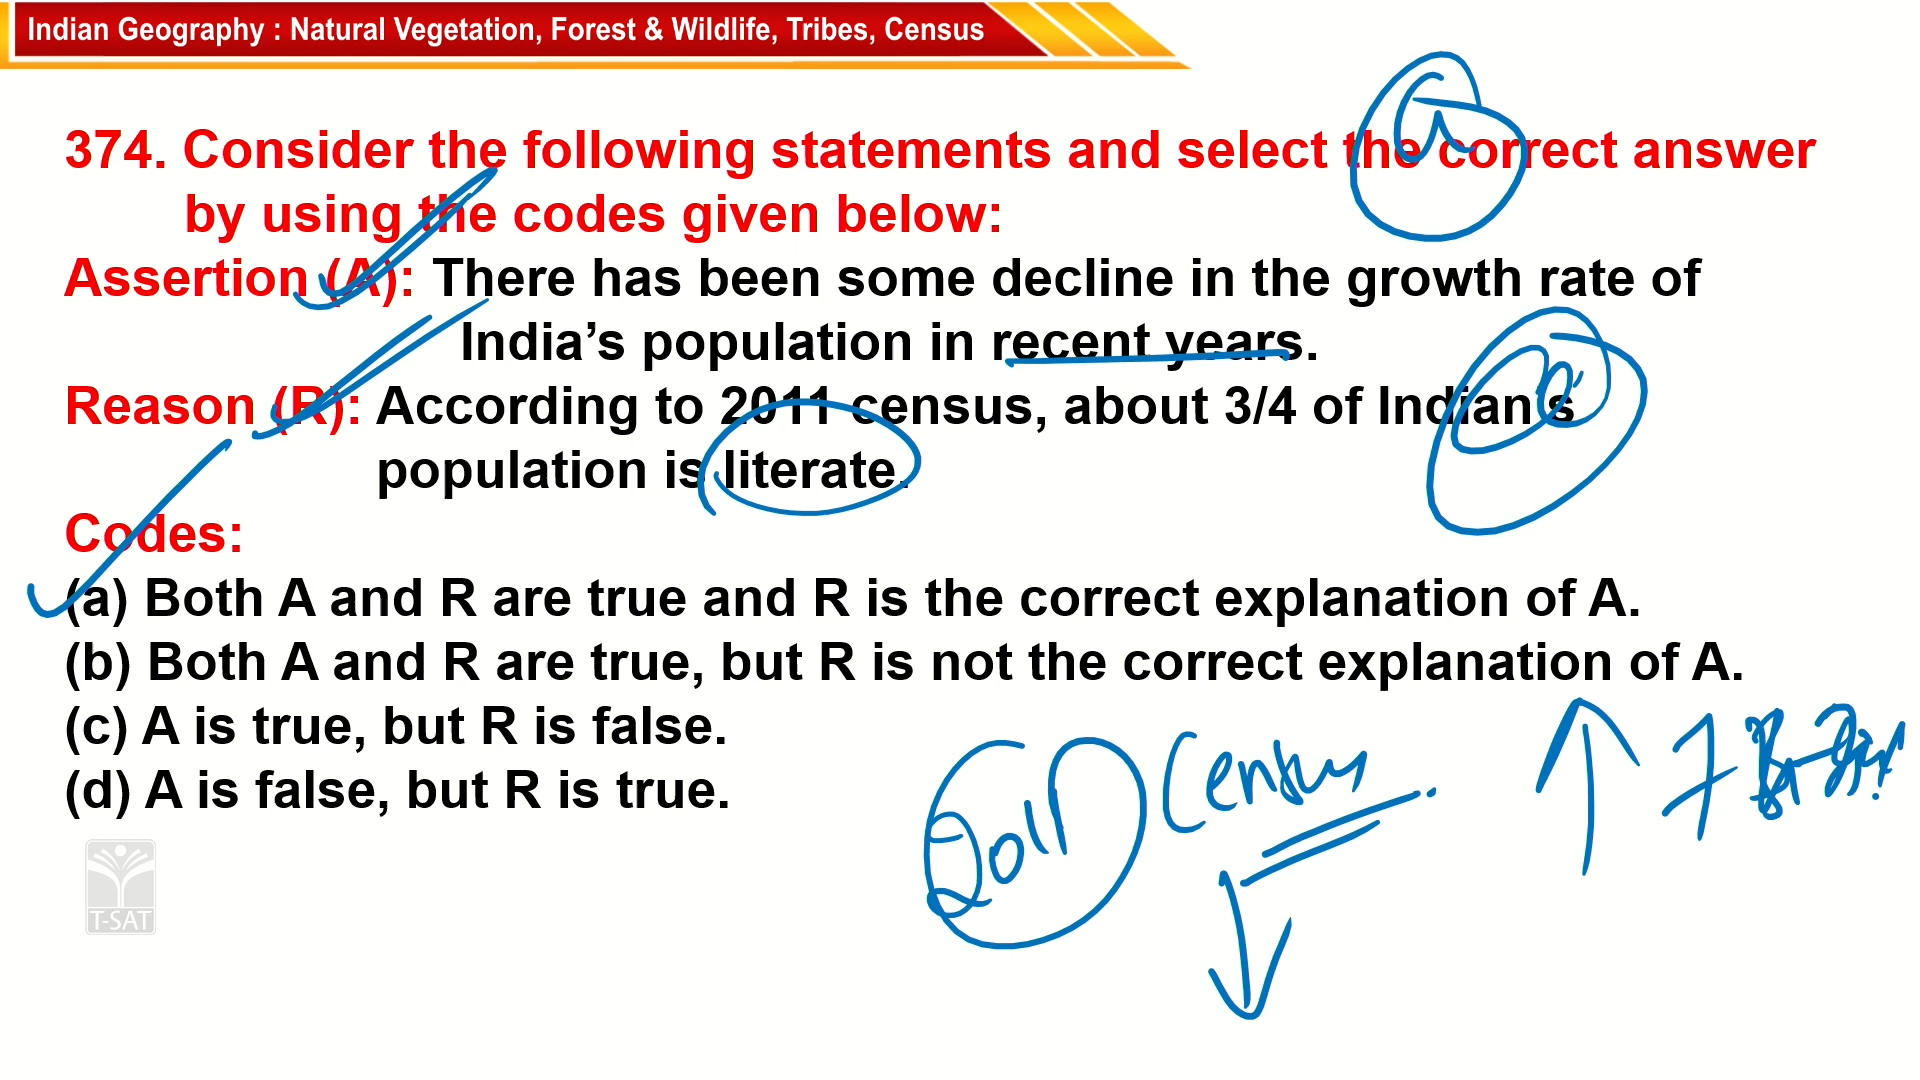 Indian Geography : Natural Vegetation, Forest & Wildlife, Tribes, Census
374. Consider the following statements and select the correct answer
by using the codes given below:
Assertion (A): There has been some decline in the growth rate of
India’s population in recent years.
Reason (R): According to 2011 census, about 3/4 of Indian's
population is literate.
Codes:
(a) Both A and R are true and R is the correct explanation of A.
(b) Both A and R are true, but R is not the correct explanation of A.
(c) A is true, but R is false.
(d) A is false, but R is true.
2011 Census
T-SAT